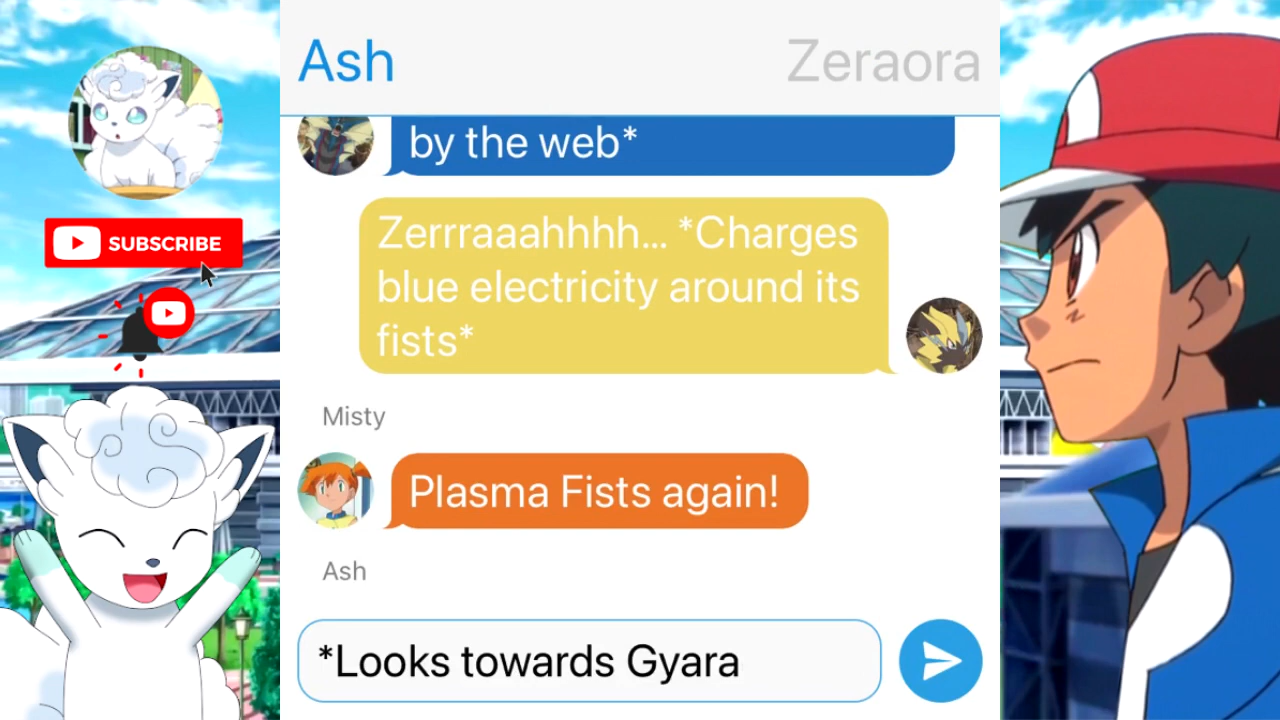 Ash
Zeraora
by the web*
SUBSCRIBE
Zerrraaahhhh... *Charges
blue electricity around its
fists*
Misty
Plasma Fists again!
Ash
*Looks towards Gyara